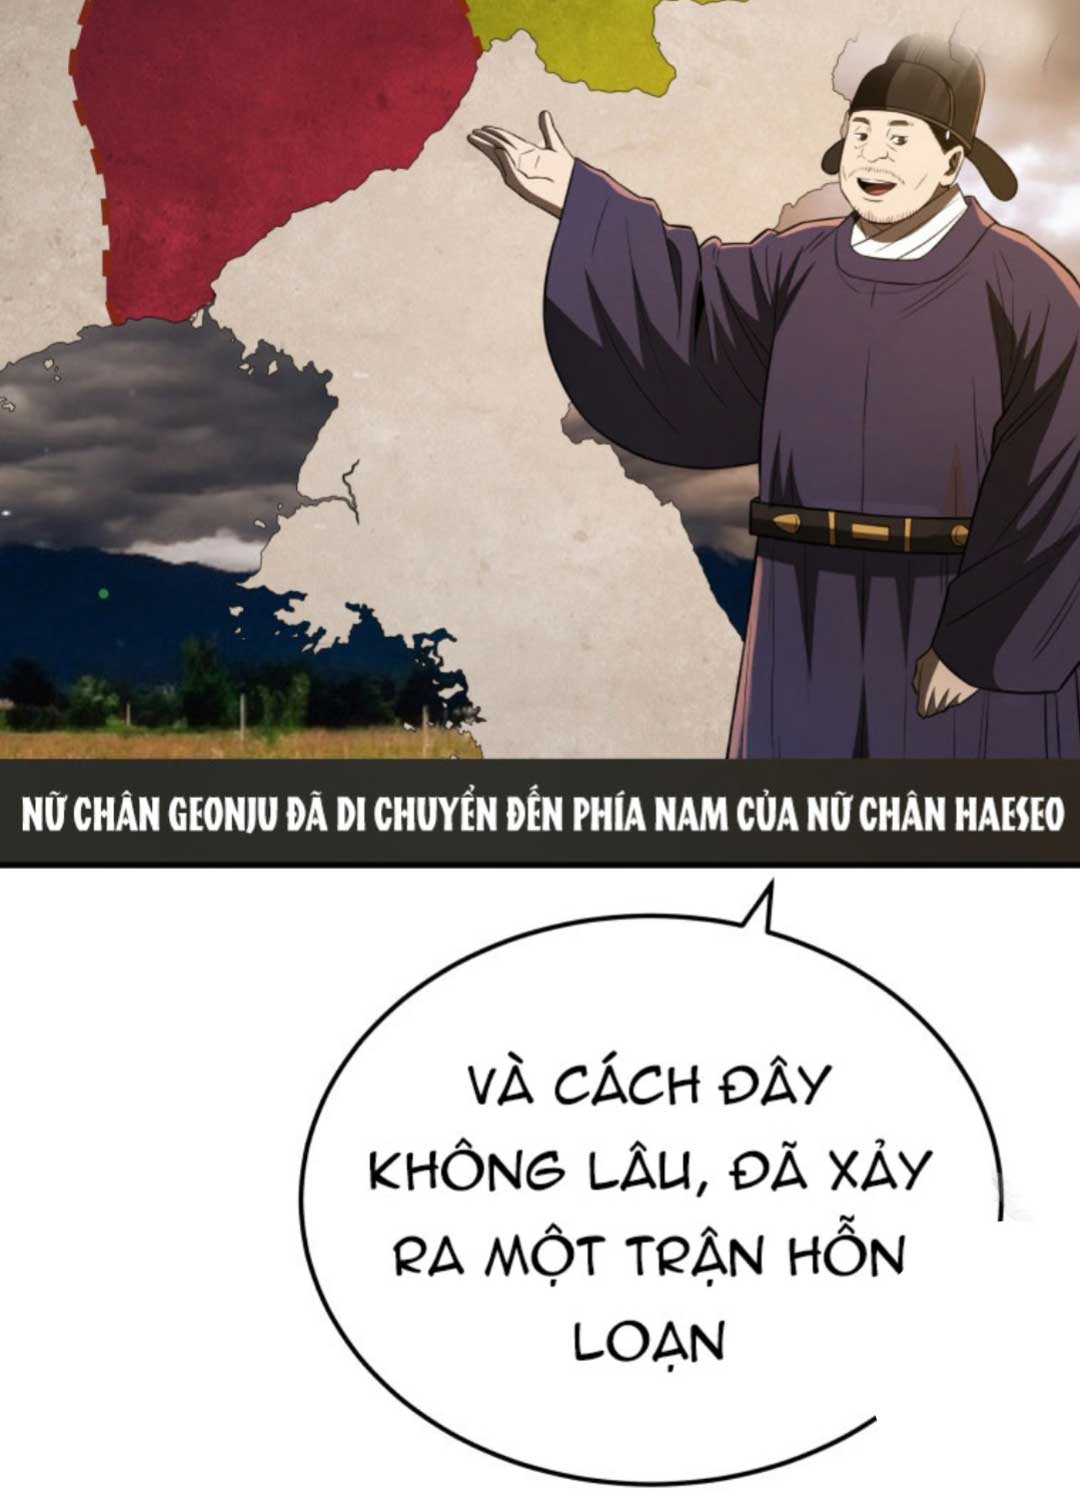 NỮ CHÂN GEONJU ĐÃ DI CHUYỂN ĐẾN PHÍA NAM CỦA NỮ CHÂN HAESEO
VÀ CÁCH ĐÂY
KHÔNG LÂU, ĐÃ XẢY
RA MỘT TRẬN HỖN
LOẠN